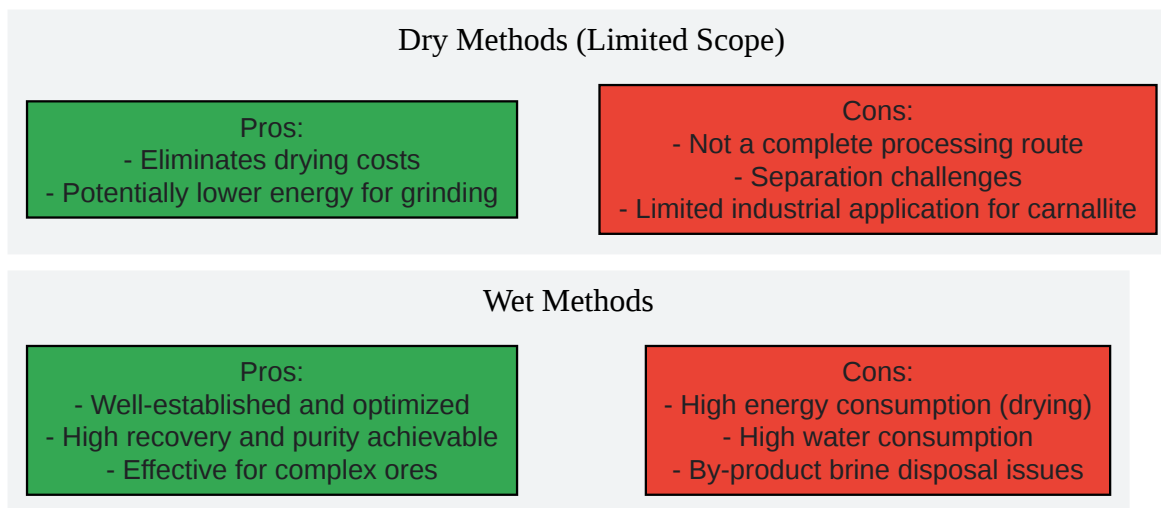 Dry Methods (Limited Scope)
Pros:
- Eliminates drying costs
- Potentially lower energy for grinding
Cons:
- Not a complete processing route
- Separation challenges
- Limited industrial application for carnallite
Wet Methods
Pros:
- Well-established and optimized
- High recovery and purity achievable
- Effective for complex ores
Cons:
- High energy consumption (drying)
- High water consumption
- By-product brine disposal issues